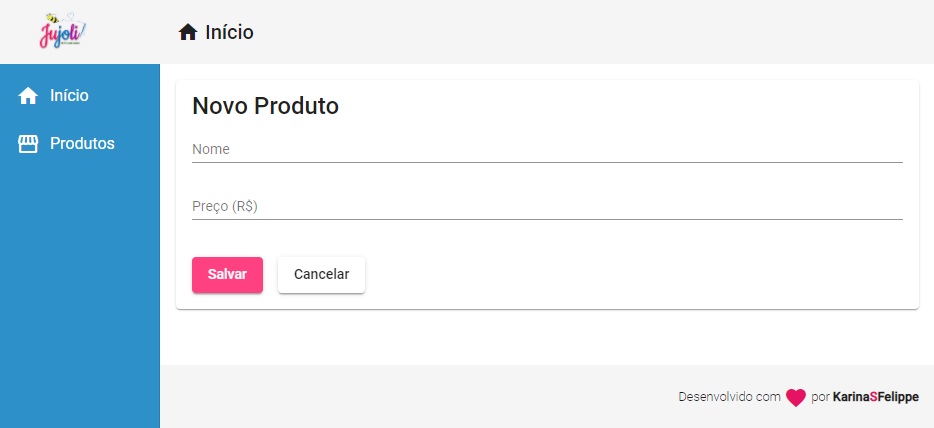 Jujoli
Início
Início
Produtos
Novo Produto
Nome
Preço (R$)
Salvar
Cancelar
Desenvolvido com por KarinaSFelippe